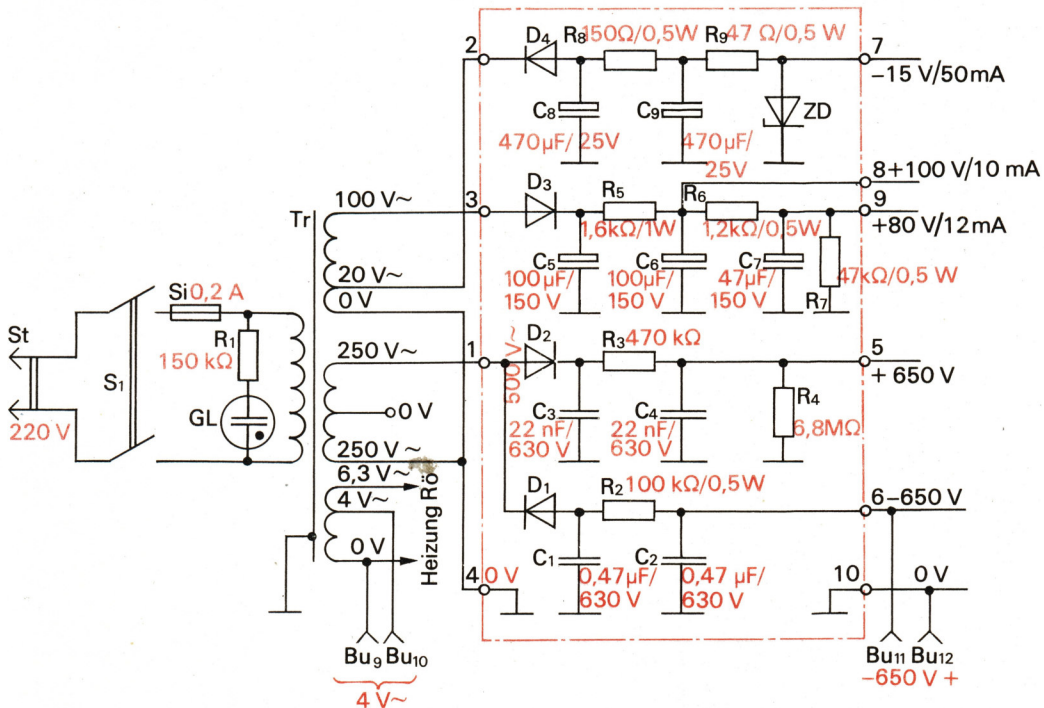 2 D4 R8 150Ω/0,5W R9 47 Ω/0,5 W 7
−15 V/50mA
C8 C9 ZD
470µF/ 25V 470µF/
25V
8+100 V/10 mA
Tr 100 V~ 3 D3 R5 R6 9
1,6kΩ/1W 1,2kΩ/0,5W +80 V/12mA
C5 C6 C7
100µF/ 100µF/ 47µF/ 47kΩ/0,5 W
150 V 150 V 150 V R7
20 V~
0 V
Si 0,2 A
St R1
150 kΩ
S1
GL
220 V
250 V~ 1 500 V~ D2 R3 470 kΩ 5
+ 650 V
0 V
C3 C4 R4
22 nF/ 22 nF/ 6,8MΩ
630 V 630 V
250 V~
6,3 V~ D1 R2 100 kΩ/0,5W 6−650 V
4 V~
0 V
Heizung Rö
C1 C2
4 0 V 0,47µF/ 0,47 µF/ 10 0 V
630 V 630 V
Bu9 Bu10 Bu11 Bu12
4 V~ −650 V +